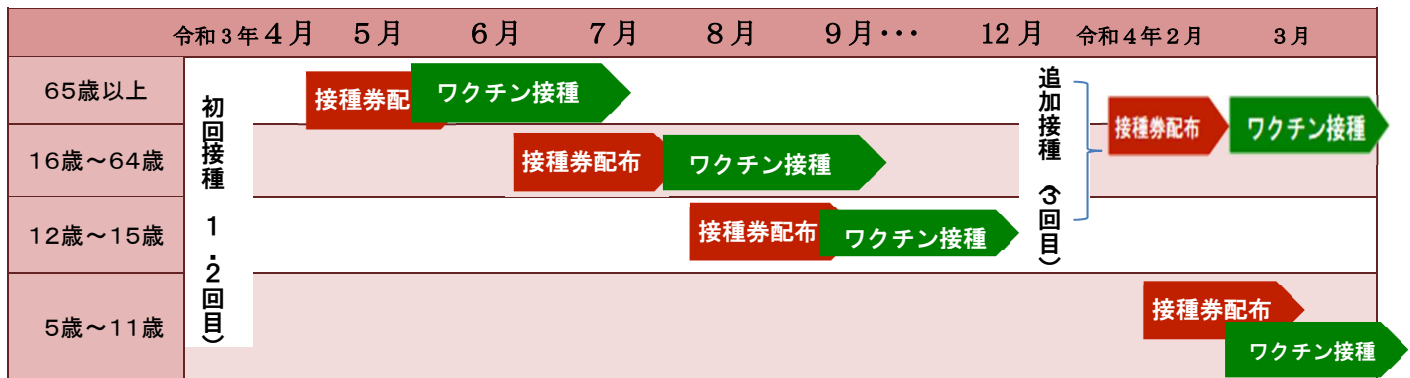 令和3年4月 5月 6月 7月 8月 9月･･･ 12月 令和4年2月 3月
65歳以上
初回接種 1.2回目）
接種券配
ワクチン接種
追加接種 （3回目）
接種券配布
ワクチン接種
16歳～64歳
接種券配布
ワクチン接種
12歳～15歳
接種券配布
ワクチン接種
5歳～11歳
接種券配布
ワクチン接種